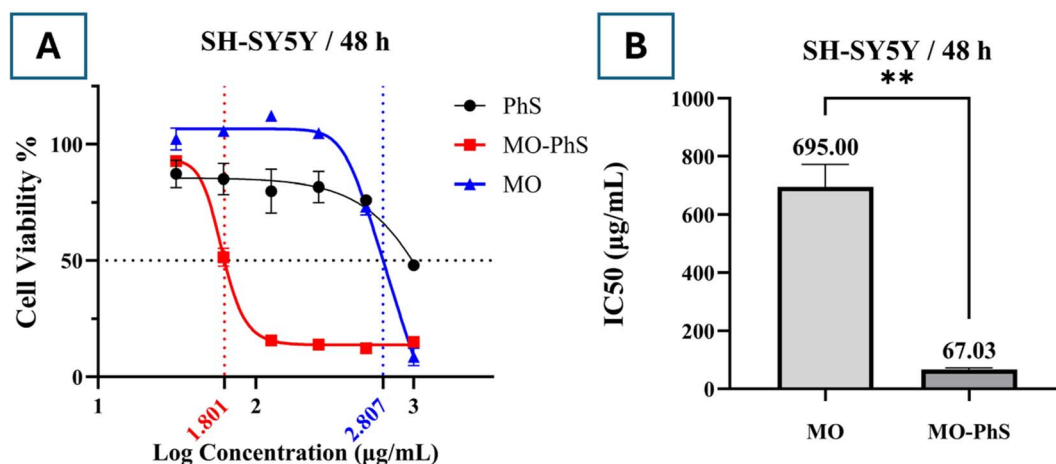 A
SH-SY5Y / 48 h
Cell Viability %
100
50
0
1
1.801
2
2.807
3
Log Concentration (µg/mL)
PhS
MO-PhS
MO
B
SH-SY5Y / 48 h
**
IC50 (µg/mL)
1000
800
600
400
200
0
695.00
67.03
MO
MO-PhS